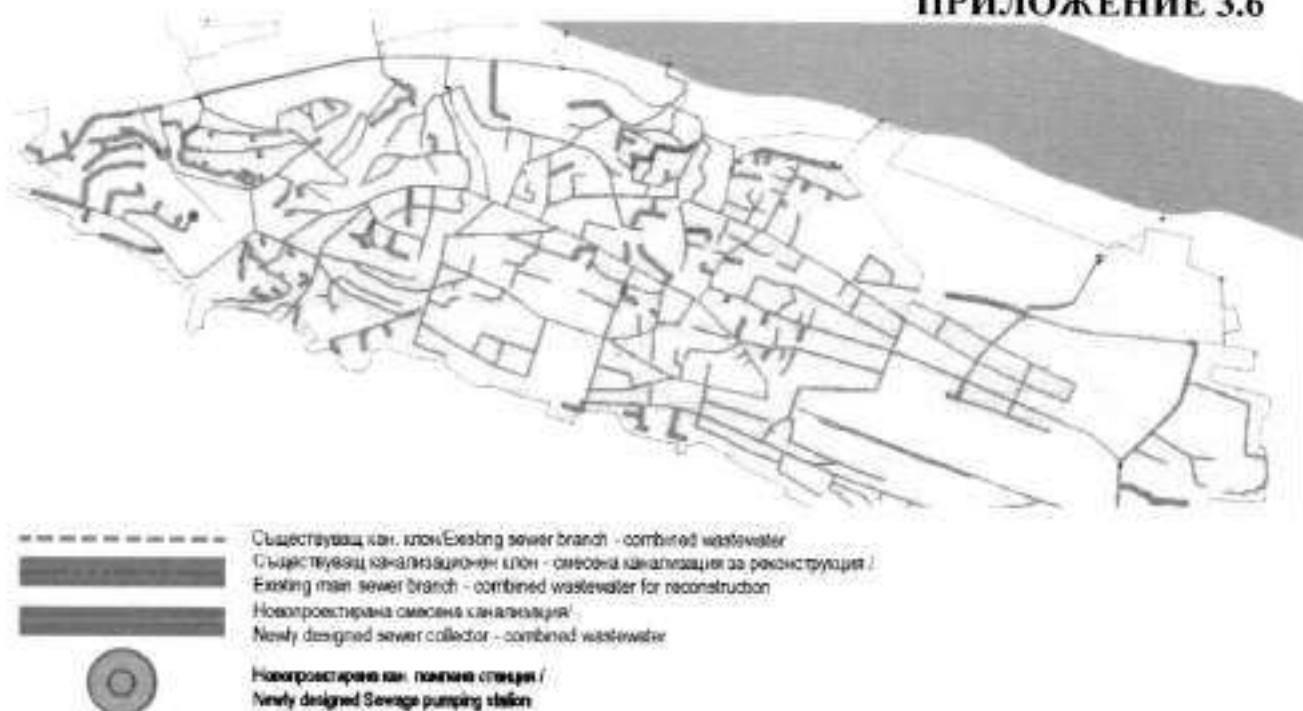 ПРИЛОЖЕНИЕ 3.6
Съществуващ кан. клон/Existing sewer branch - combined wastewater
Съществуващ канализационен клон - смесена канализация за реконструкция /
Existing main sewer branch - combined wastewater for reconstruction
Новопроектирана смесена канализация/
Newly designed sewer collector - combined wastewater
Новопроектирана кан. помпена станция /
Newly designed Sewage pumping station